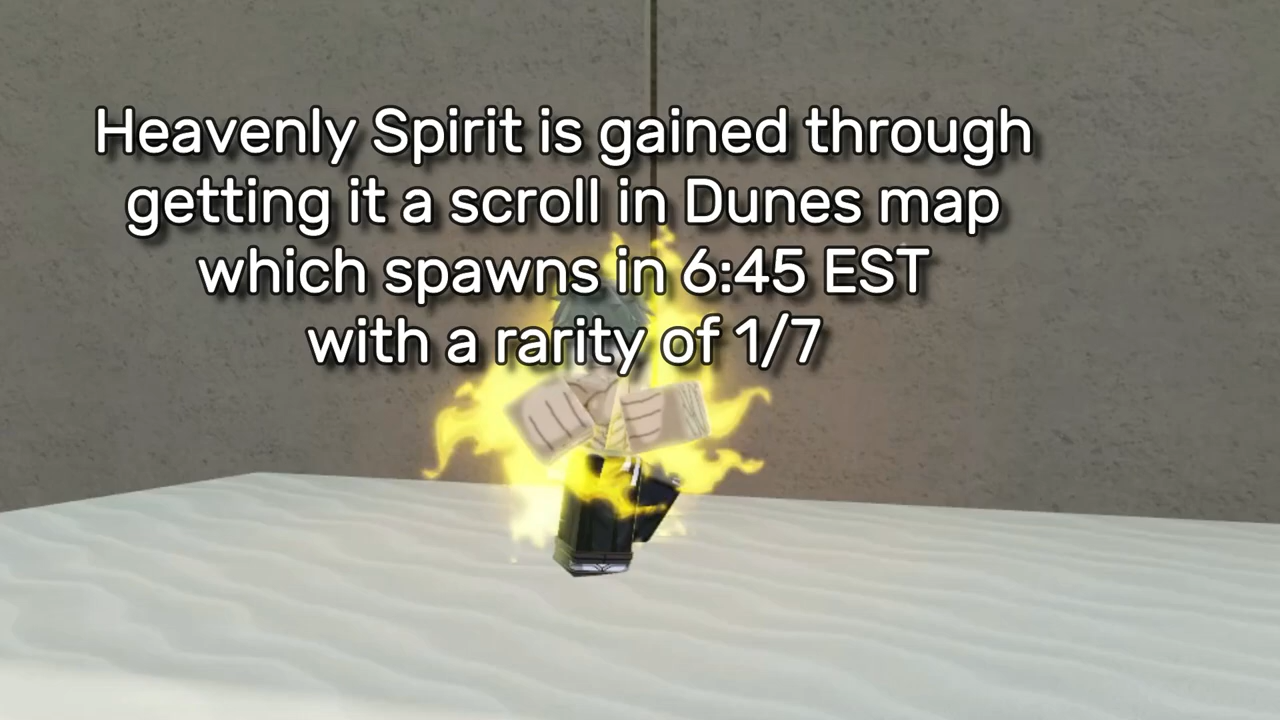 Heavenly Spirit is gained through
getting it a scroll in Dunes map
which spawns in 6:45 EST
with a rarity of 1/7